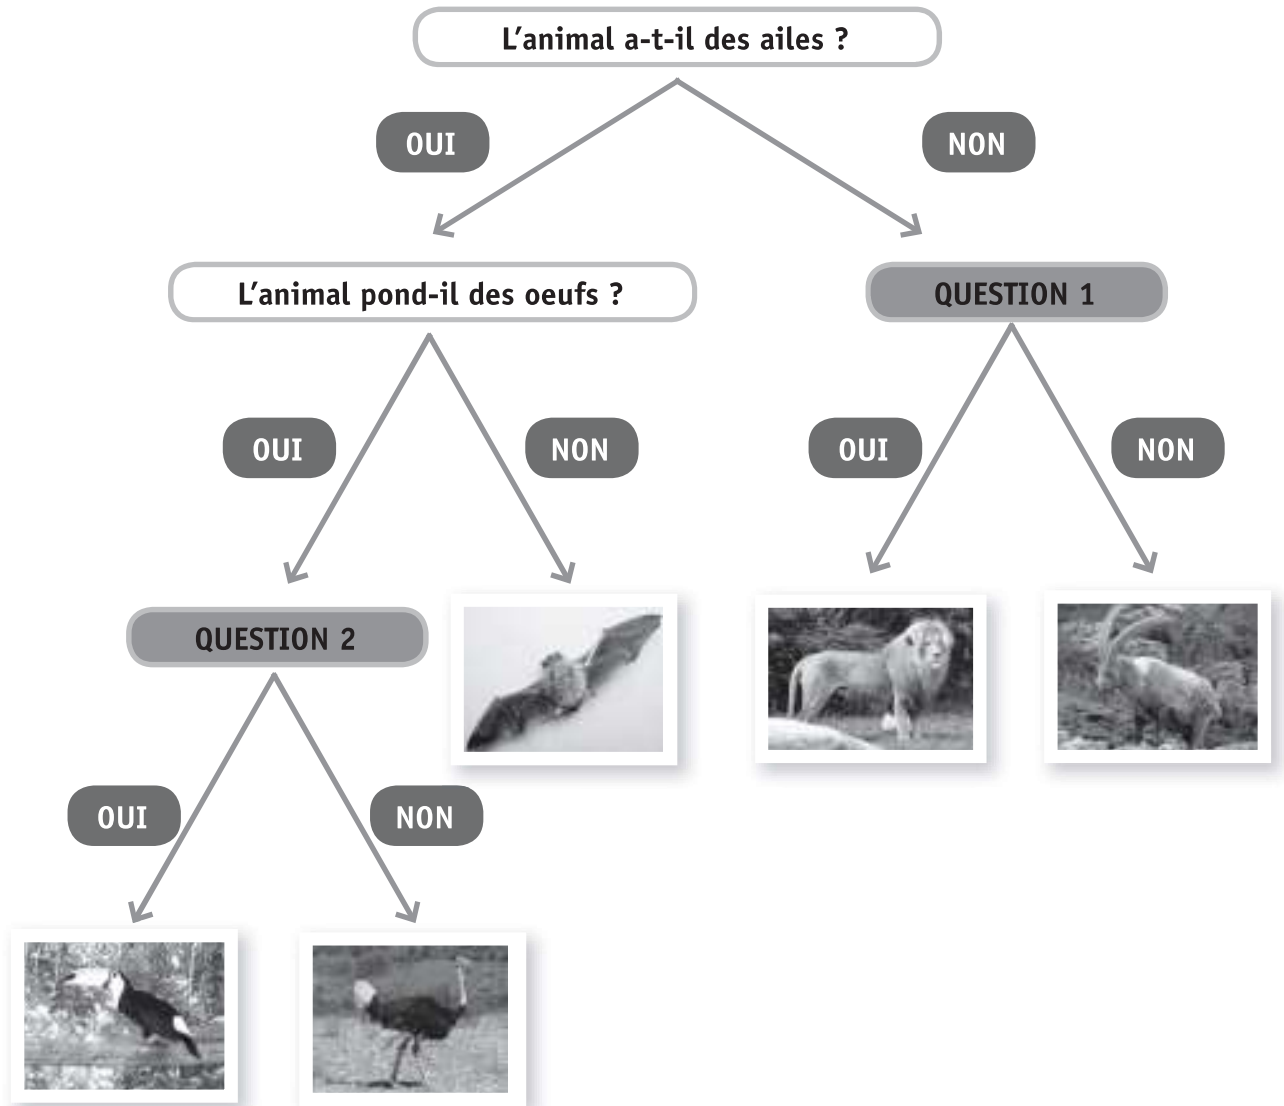 L'animal a-t-il des ailes ?
OUI
NON
L'animal pond-il des oeufs ?
QUESTION 1
OUI
NON
OUI
NON
QUESTION 2
OUI
NON